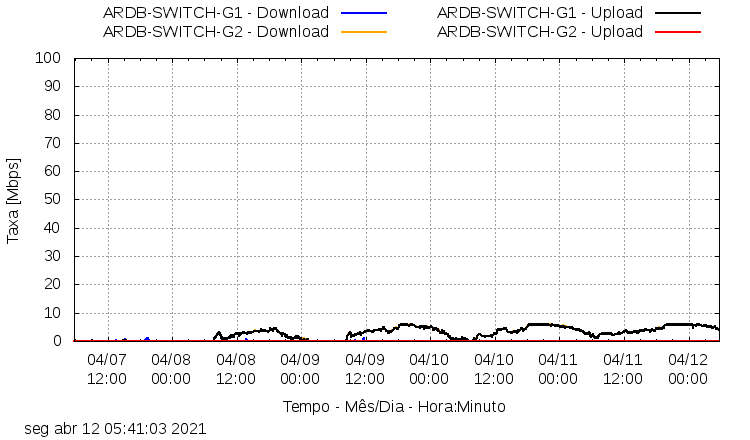 ARDB-SWITCH-G1 - Download
ARDB-SWITCH-G1 - Upload
ARDB-SWITCH-G2 - Download
ARDB-SWITCH-G2 - Upload
100
90
80
70
60
50
40
30
20
10
0
Taxa [Mbps]
04/07 04/08 04/08 04/09 04/09 04/10 04/10 04/11 04/11 04/12
12:00 00:00 12:00 00:00 12:00 00:00 12:00 00:00 12:00 00:00
Tempo - Mês/Dia - Hora:Minuto
seg abr 12 05:41:03 2021